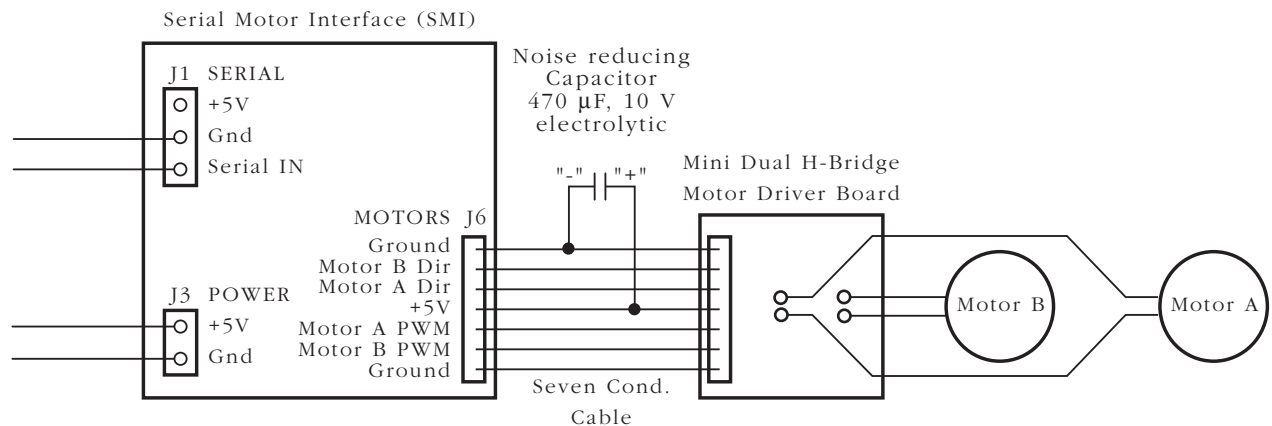 Serial Motor Interface (SMI)
J1 SERIAL
+5V
Gnd
Serial IN
Noise reducing
Capacitor
470 µF, 10 V
electrolytic
"-" "+"
Mini Dual H-Bridge
Motor Driver Board
MOTORS J6
Ground
Motor B Dir
Motor A Dir
+5V
Motor A PWM
Motor B PWM
Ground
J3 POWER
+5V
Gnd
Seven Cond.
Cable
Motor B
Motor A